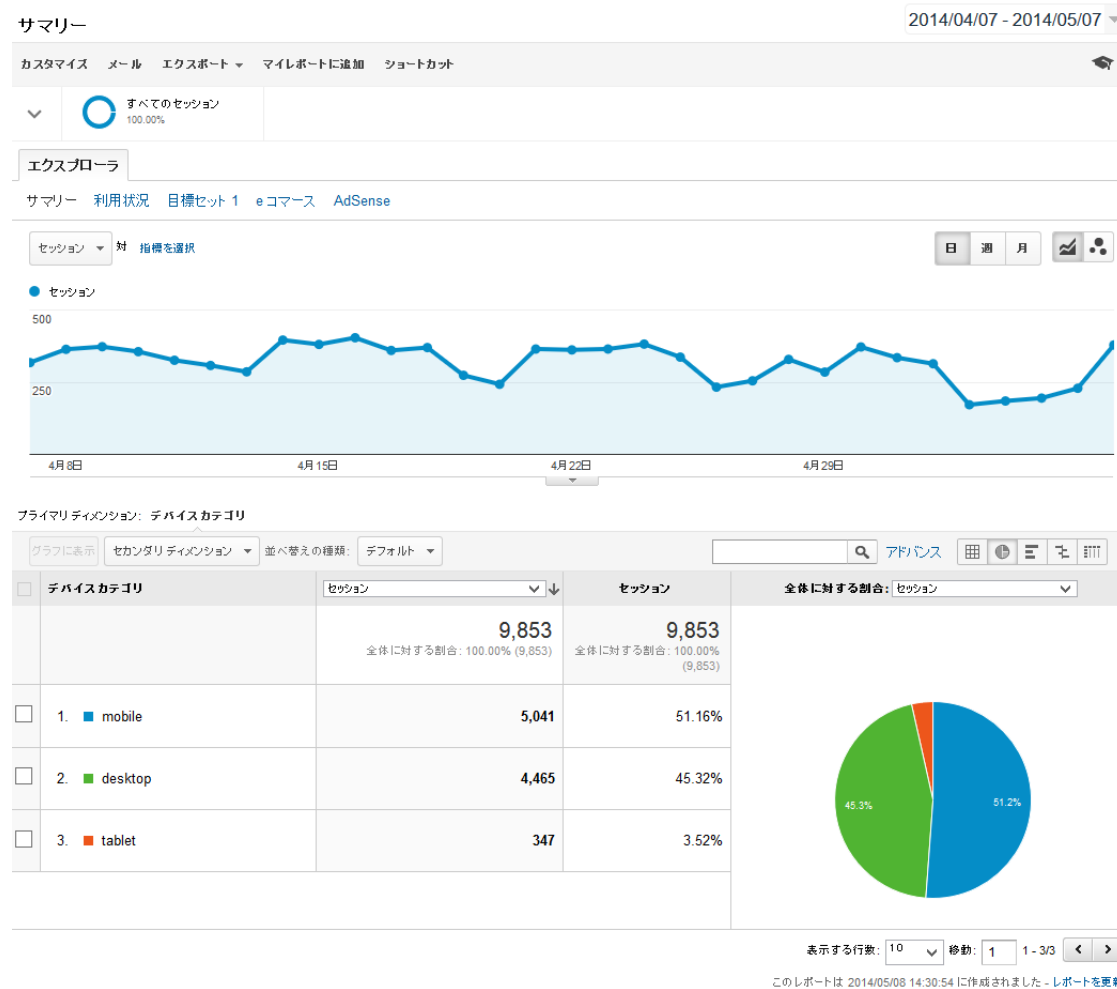 サマリー
2014/04/07 - 2014/05/07
カスタマイズ メール エクスポート マイレポートに追加 ショートカット
すべてのセッション
100.00%
エクスプローラ
サマリー 利用状況 目標セット 1 e コマース AdSense
セッション 対 指標を選択 日 週 月
セッション
500
250
4月8日 4月15日 4月22日 4月29日
プライマリ ディメンション: デバイス カテゴリ
グラフに表示 セカンダリ ディメンション 並べ替えの種類: デフォルト アドバンス
デバイス カテゴリ セッション セッション 全体に対する割合: セッション
9,853 9,853
全体に対する割合: 100.00% (9,853) 全体に対する割合: 100.00%
(9,853)
1. mobile 5,041 51.16%
2. desktop 4,465 45.32%
3. tablet 347 3.52%
45.3% 51.2%
表示する行数: 10 移動: 1 1 - 3/3
このレポートは 2014/05/08 14:30:54 に作成されました - レポートを更新